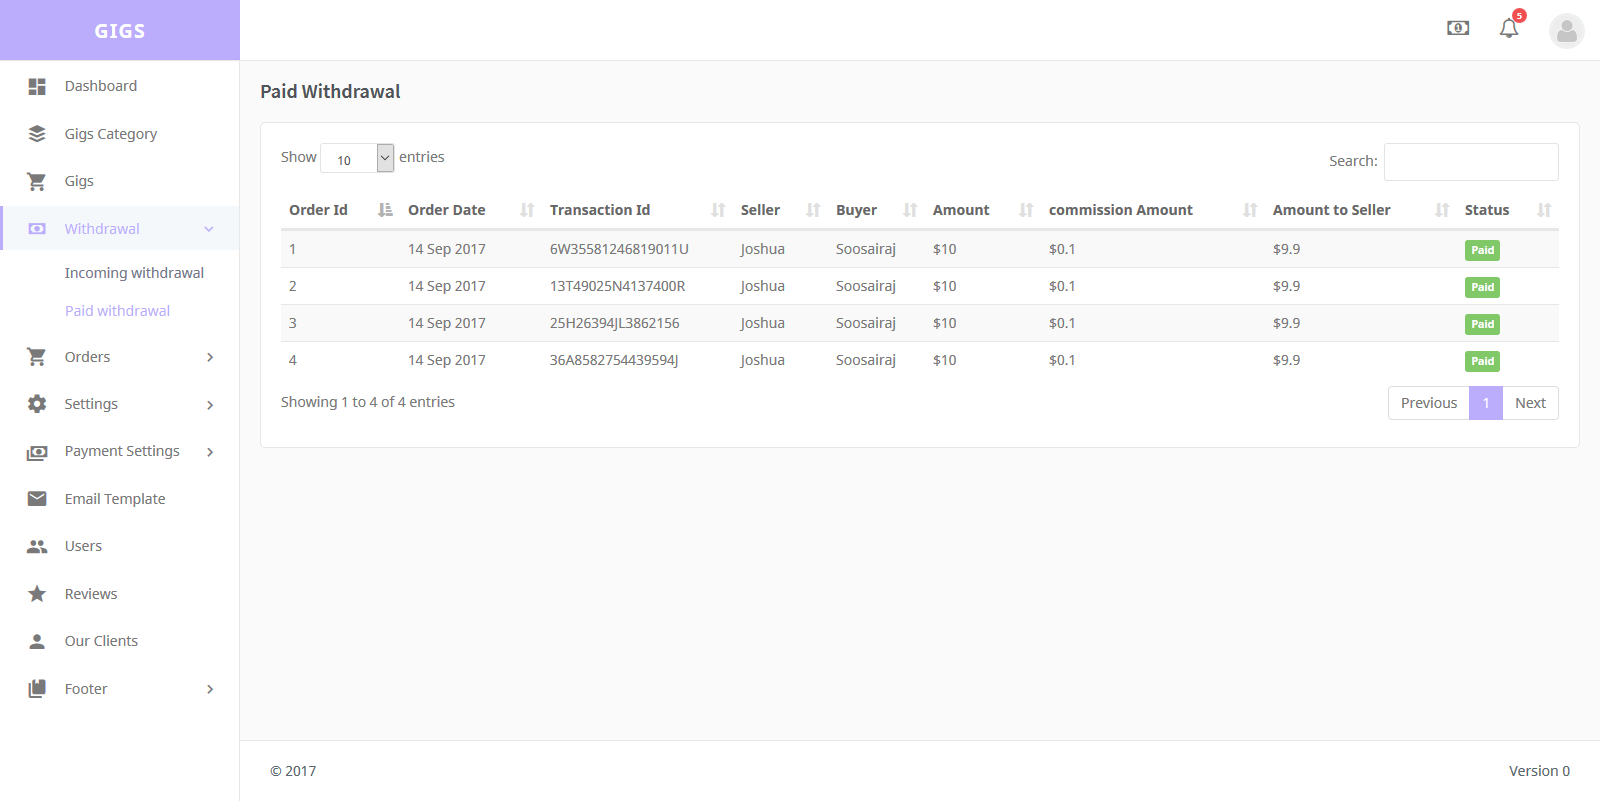 GIGS
5
Dashboard
Gigs Category
Gigs
Withdrawal
Incoming withdrawal
Paid withdrawal
Orders
Settings
Payment Settings
Email Template
Users
Reviews
Our Clients
Footer
Paid Withdrawal
Show 10 entries
Search:
Order Id Order Date Transaction Id Seller Buyer Amount commission Amount Amount to Seller Status
1 14 Sep 2017 6W35581246819011U Joshua Soosairaj $10 $0.1 $9.9 Paid
2 14 Sep 2017 13T49025N4137400R Joshua Soosairaj $10 $0.1 $9.9 Paid
3 14 Sep 2017 25H26394JL3862156 Joshua Soosairaj $10 $0.1 $9.9 Paid
4 14 Sep 2017 36A8582754439594J Joshua Soosairaj $10 $0.1 $9.9 Paid
Showing 1 to 4 of 4 entries
Previous 1 Next
© 2017
Version 0